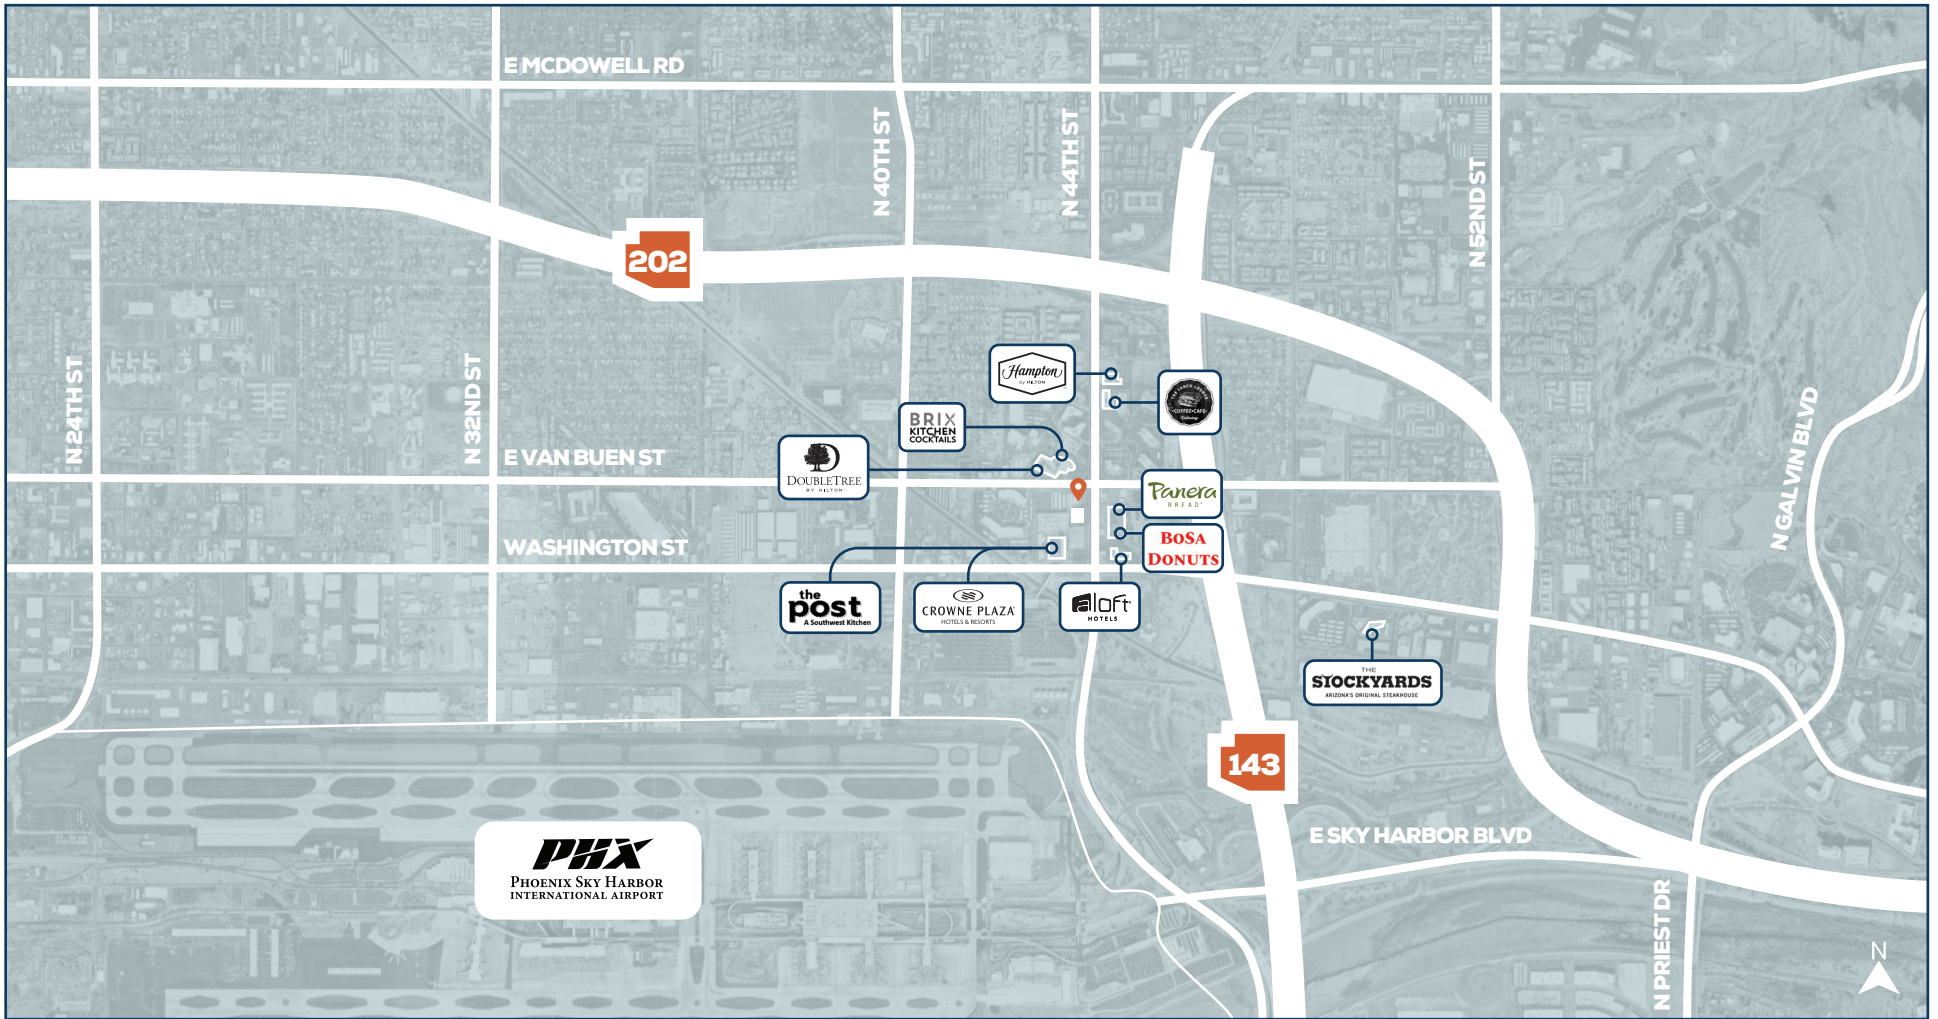 E MCDOWELL RD
N 40TH ST
N 44TH ST
N 52ND ST
202
N 24TH ST
N 32ND ST
Hampton
by HILTON
COFFEE•CAFE
Catering
BRIX
KITCHEN
COCKTAILS
N GALVIN BLVD
E VAN BUEN ST
D
DOUBLETREE
BY HILTON
Panera
BREAD
BOSA
DONUTS
WASHINGTON ST
the
post
A Southwest Kitchen
CROWNE PLAZA
HOTELS & RESORTS
aloft
HOTELS
THE
STOCKYARDS
ARIZONA'S ORIGINAL STEAKHOUSE
143
E SKY HARBOR BLVD
PHX
PHOENIX SKY HARBOR
INTERNATIONAL AIRPORT
N PRIEST DR
N